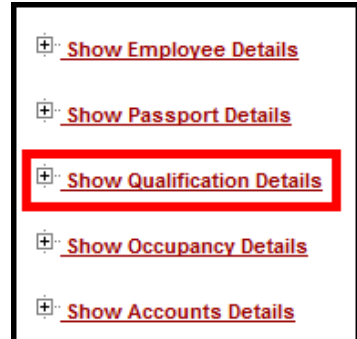 Show Employee Details
Show Passport Details
Show Qualification Details
Show Occupancy Details
Show Accounts Details